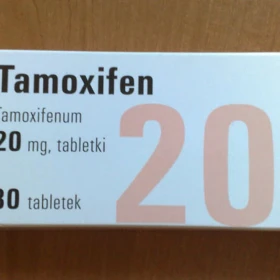 Tamoxifen
Tamoxifenum
20 mg, tabletki
30 tabletek
20